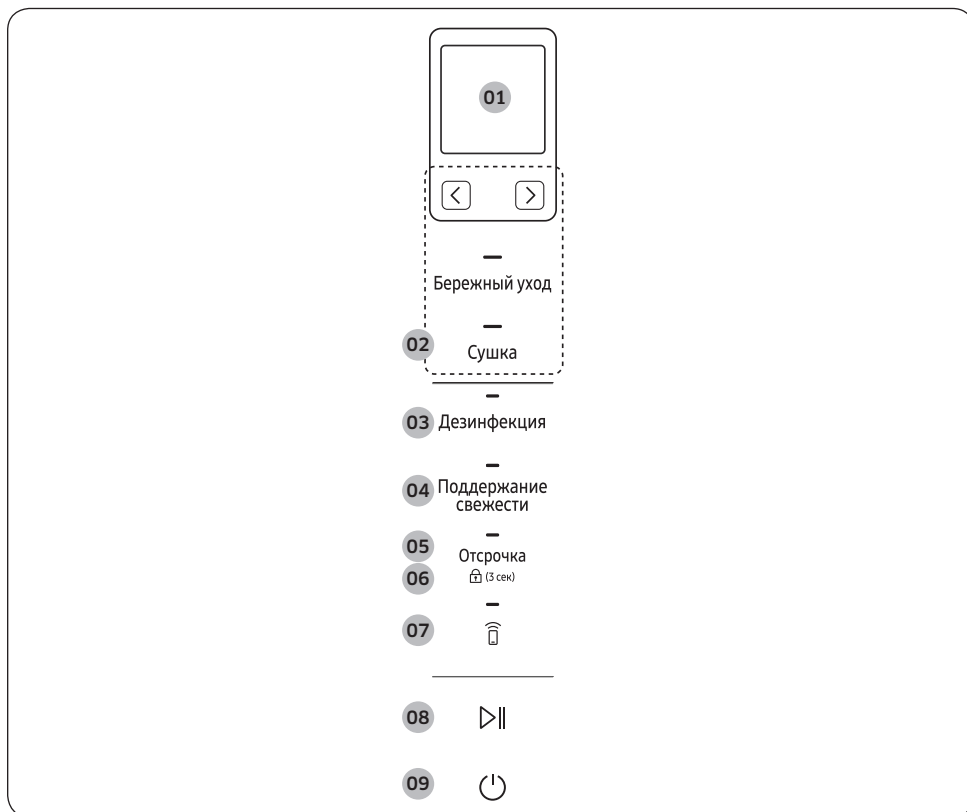 01
Бережный уход
02
Сушка
03 Дезинфекция
04 Поддержание
свежести
05
Отсрочка
06 (3 сек)
07
08
09